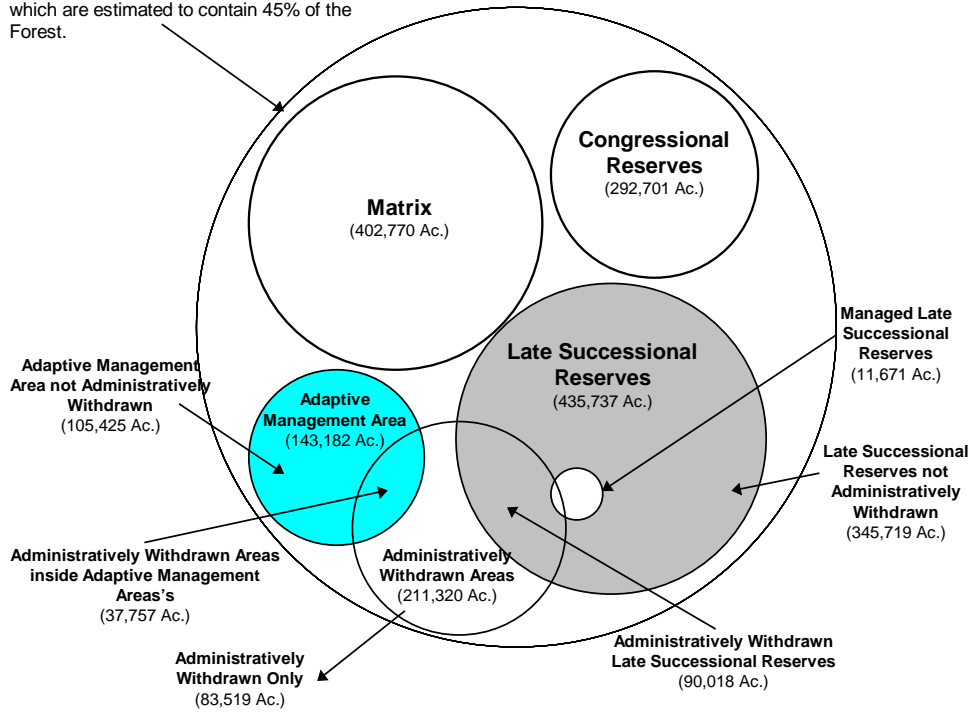 which are estimated to contain 45% of the
Forest.
Congressional
Reserves
(292,701 Ac.)
Matrix
(402,770 Ac.)
Managed Late
Successional
Reserves
(11,671 Ac.)
Late Successional
Reserves
(435,737 Ac.)
Adaptive Management
Area not Administratively
Withdrawn
(105,425 Ac.)
Adaptive
Management Area
(143,182 Ac.)
Late Successional
Reserves not
Administratively
Withdrawn
(345,719 Ac.)
Administratively Withdrawn Areas
inside Adaptive Management
Areas's
(37,757 Ac.)
Administratively
Withdrawn Areas
(211,320 Ac.)
Administratively Withdrawn
Late Successional Reserves
(90,018 Ac.)
Administratively
Withdrawn Only
(83,519 Ac.)